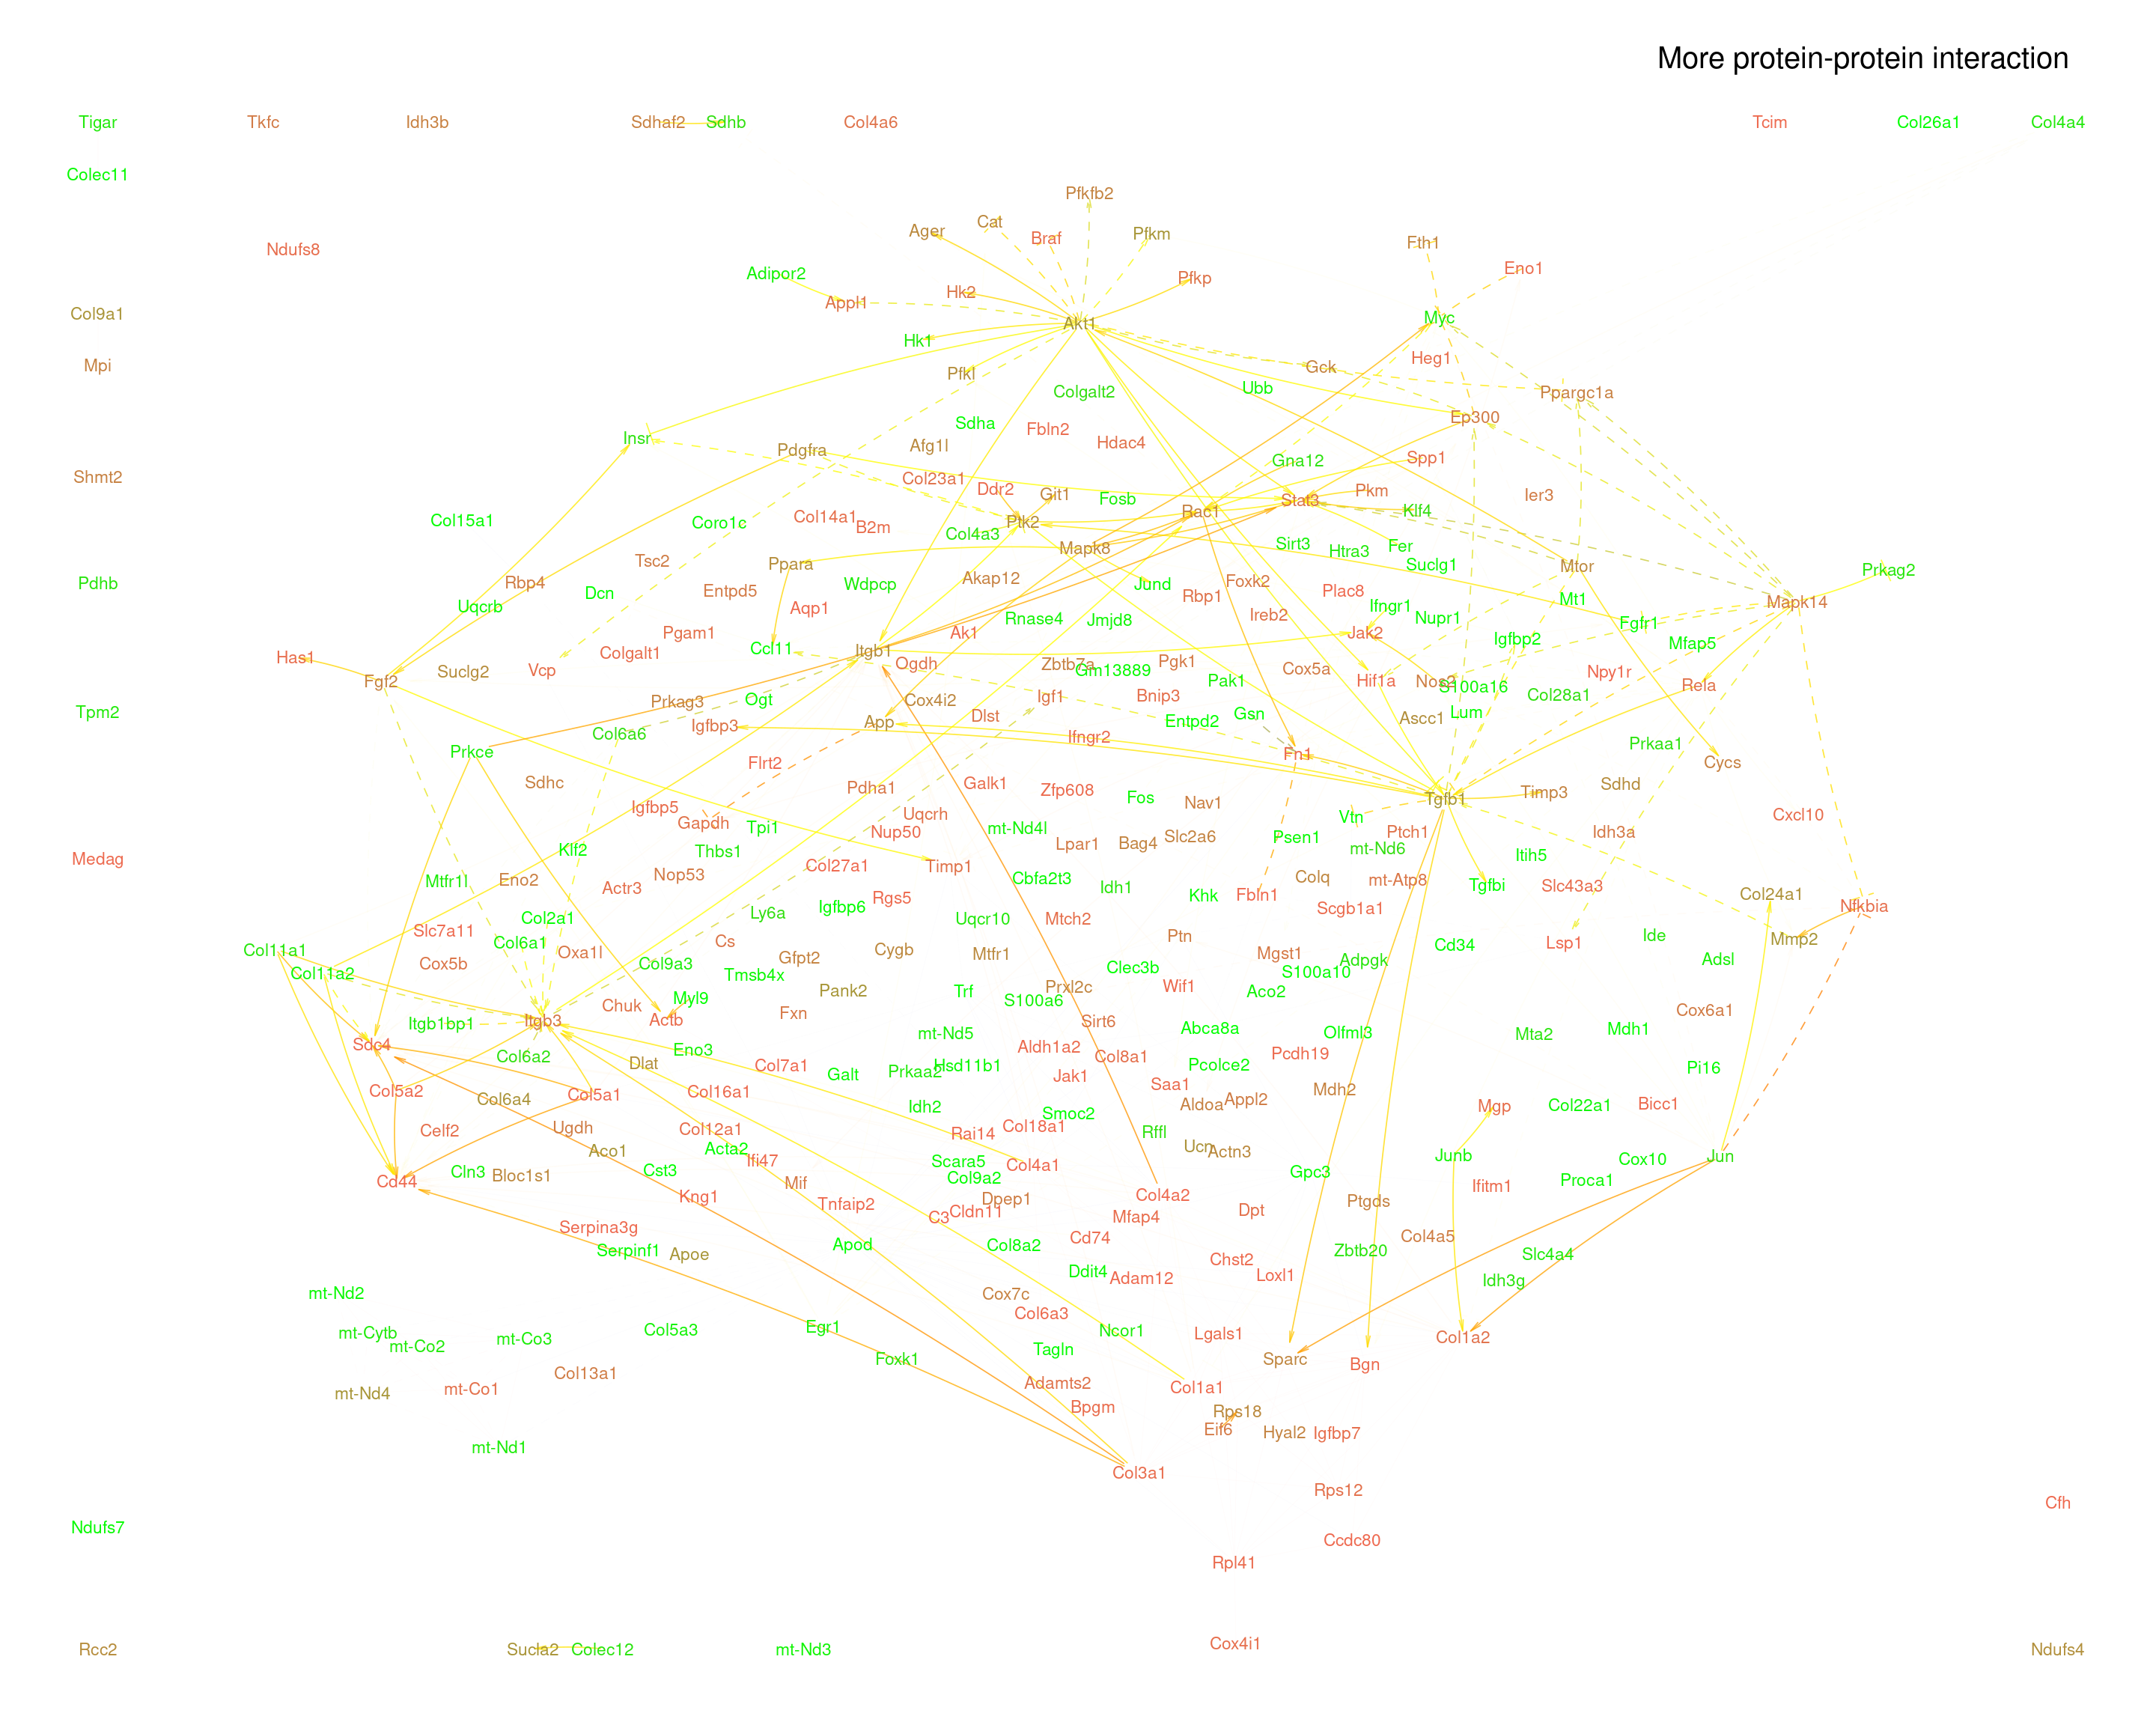 More protein-protein interaction
Tigar
Tkfc
Idh3b
Sdhaf2
Sdhb
Col4a6
Tcim
Col26a1
Col4a4
Colec11
Pfkfb2
Cat
Ager
Braf
Pfkm
Fth1
Ndufs8
Eno1
Adipor2
Pfkp
Hk2
Appl1
Col9a1
Akt1
Myc
Hk1
Heg1
Mpi
Gck
Pfkl
Colgalt2
Ubb
Ppargc1a
Ep300
Sdha
Fbln2
Insr
Hdac4
Afg1l
Pdgfra
Spp1
Gna12
Shmt2
Col23a1
Ddr2
Pkm
Git1
Ier3
Fosb
Stat3
Klf4
Rac1
Col14a1
Col15a1
Coro1c
Ptk2
B2m
Col4a3
Sirt3
Fer
Mapk8
Htra3
Tsc2
Ppara
Suclg1
Mtor
Prkag2
Akap12
Foxk2
Pdhb
Rbp4
Wdpcp
Jund
Entpd5
Plac8
Dcn
Rbp1
Mt1
Mapk14
Uqcrb
Aqp1
Ifngr1
Ireb2
Nupr1
Rnase4
Jmjd8
Fgfr1
Pgam1
Ak1
Jak2
Igfbp2
Mfap5
Ccl11
Itgb1
Colgalt1
Has1
Pgk1
Ogdh
Zbtb7a
Gm13889
Cox5a
Suclg2
Vcp
Npy1r
Fgf2
Pak1
Hif1a
Nos2
Rela
S100a16
Col28a1
Igf1
Bnip3
Ogt
Cox4i2
Prkag3
Tpm2
Lum
Gsn
Dlst
Ascc1
Entpd2
App
Igfbp3
Col6a6
Ifngr2
Prkaa1
Prkce
Fn1
Cycs
Flrt2
Sdhc
Galk1
Sdhd
Pdha1
Zfp608
Timp3
Fos
Tgfb1
Nav1
Igfbp5
Uqcrh
Cxcl10
Vtn
Gapdh
Tpi1
mt-Nd4l
Nup50
Ptch1
Idh3a
Slc2a6
Psen1
Bag4
Lpar1
mt-Nd6
Klf2
Thbs1
Itih5
Medag
Col27a1
Timp1
Nop53
Colq
Cbfa2t3
Eno2
Mtfr1l
mt-Atp8
Tgfbi
Slc43a3
Actr3
Idh1
Col24a1
Khk
Fbln1
Rgs5
Igfbp6
Nfkbia
Scgb1a1
Ly6a
Col2a1
Uqcr10
Mtch2
Slc7a11
Ide
Ptn
Mmp2
Cs
Col6a1
Lsp1
Cd34
Col11a1
Oxa1l
Cygb
Mtfr1
Mgst1
Gfpt2
Adsl
Adpgk
Cox5b
Col9a3
Clec3b
S100a10
Col11a2
Tmsb4x
Wif1
Prxl2c
Pank2
Trf
Aco2
Myl9
S100a6
Chuk
Cox6a1
Fxn
Actb
Itgb3
Sirt6
Itgb1bp1
Abca8a
Mdh1
mt-Nd5
Olfml3
Mta2
Sdc4
Aldh1a2
Eno3
Pcdh19
Col6a2
Col8a1
Dlat
Col7a1
Hsd11b1
Pcolce2
Pi16
Prkaa2
Galt
Jak1
Saa1
Col5a2
Col16a1
Mdh2
Col5a1
Col6a4
Appl2
Aldoa
Bicc1
Col22a1
Mgp
Idh2
Smoc2
Col18a1
Ugdh
Col12a1
Celf2
Rai14
Rffl
Ucn
Acta2
Aco1
Actn3
Junb
Jun
Ifi47
Scara5
Col4a1
Cox10
Cln3
Cst3
Gpc3
Bloc1s1
Col9a2
Proca1
Cd44
Mif
Ifitm1
Kng1
Col4a2
Dpep1
Ptgds
Tnfaip2
Dpt
Cldn11
C3
Mfap4
Serpina3g
Col4a5
Cd74
Apod
Col8a2
Serpinf1
Zbtb20
Apoe
Slc4a4
Chst2
Ddit4
Loxl1
Adam12
Idh3g
mt-Nd2
Cox7c
Col6a3
Egr1
Col5a3
Ncor1
mt-Cytb
Lgals1
Col1a2
mt-Co3
mt-Co2
Tagln
Foxk1
Sparc
Bgn
Col13a1
Adamts2
Col1a1
mt-Co1
mt-Nd4
Bpgm
Rps18
Eif6
Hyal2
Igfbp7
mt-Nd1
Col3a1
Rps12
Cfh
Ndufs7
Ccdc80
Rpl41
Cox4i1
Rcc2
Sucla2
Colec12
mt-Nd3
Ndufs4